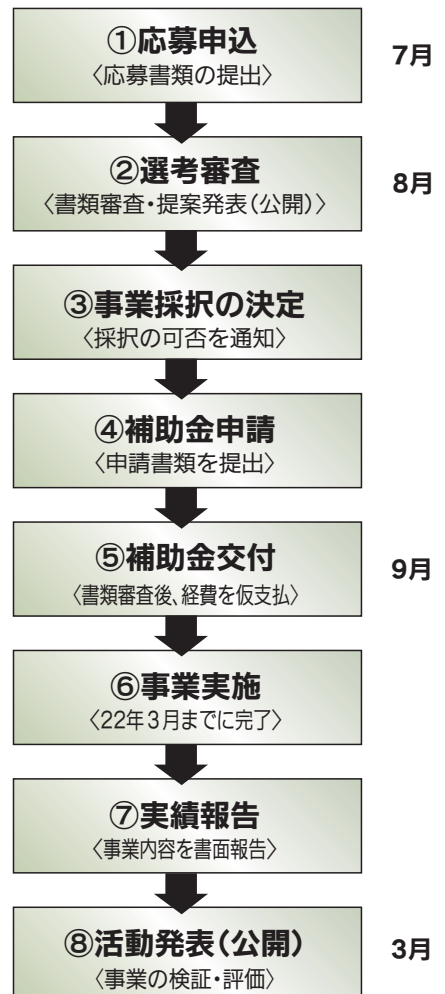 ①応募申込
〈応募書類の提出〉
7月
②選考審査
〈書類審査・提案発表(公開)〉
8月
③事業採択の決定
〈採択の可否を通知〉
④補助金申請
〈申請書類を提出〉
⑤補助金交付
〈書類審査後、経費を仮支払〉
9月
⑥事業実施
〈22年3月までに完了〉
⑦実績報告
〈事業内容を書面報告〉
⑧活動発表(公開)
〈事業の検証・評価〉
3月